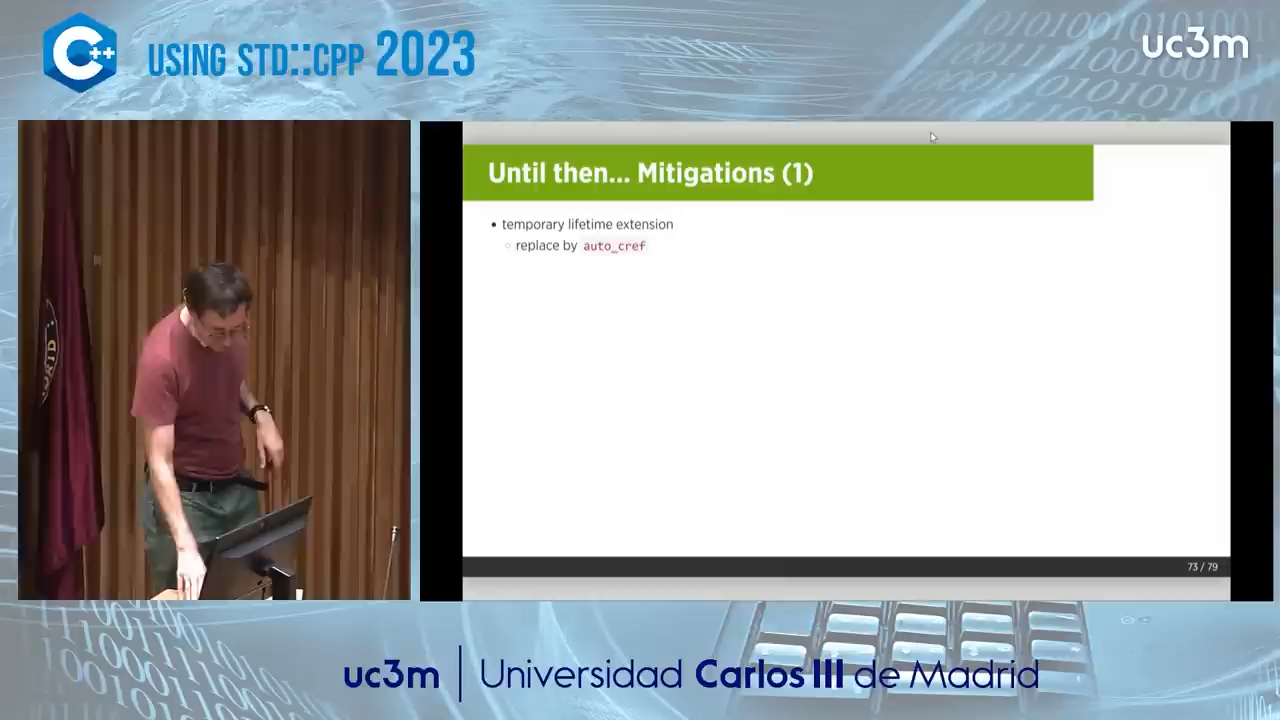 C++
USING STD::CPP 2023
uc3m
Until then... Mitigations (1)
• temporary lifetime extension
○ replace by auto_cref
73 / 79
uc3m | Universidad Carlos III de Madrid